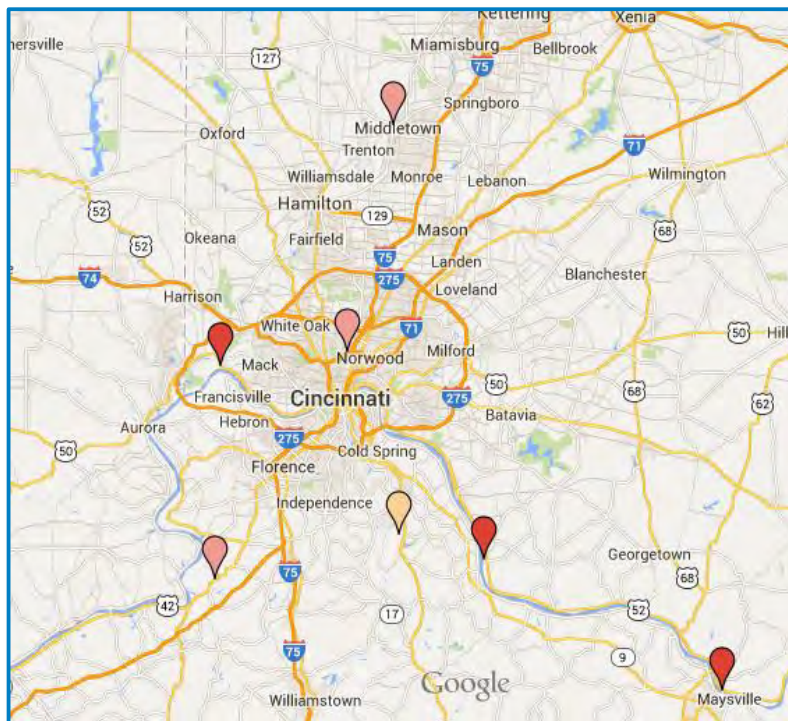 Kettering
Xenia
nersville
127
Miamisburg
Bellbrook
75
Springboro
Middletown
Oxford
Trenton
71
Williamsdale
Monroe
Lebanon
Wilmington
52
Hamilton
129
Mason
68
52
Okeana
Fairfield
75
Landen
275
Blanchester
74
Loveland
Harrison
White Oak
71
50
Hill
Norwood
Milford
Mack
50
68
Francisville
Cincinnati
275
62
Aurora
Hebron
Batavia
50
275
Cold Spring
Florence
Independence
Georgetown
75
68
42
17
52
75
9
Google
Williamstown
Maysville